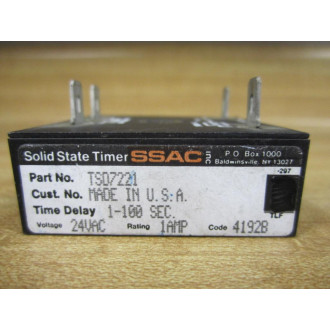 Solid State Timer SSAC inc P O Box 1000
Baldwinsville, NY 13027
Part No. TSD7221
Cust. No. MADE IN U.S.A.
Time Delay 1-100 SEC.
Voltage 24VAC Rating 1AMP Code 4192B